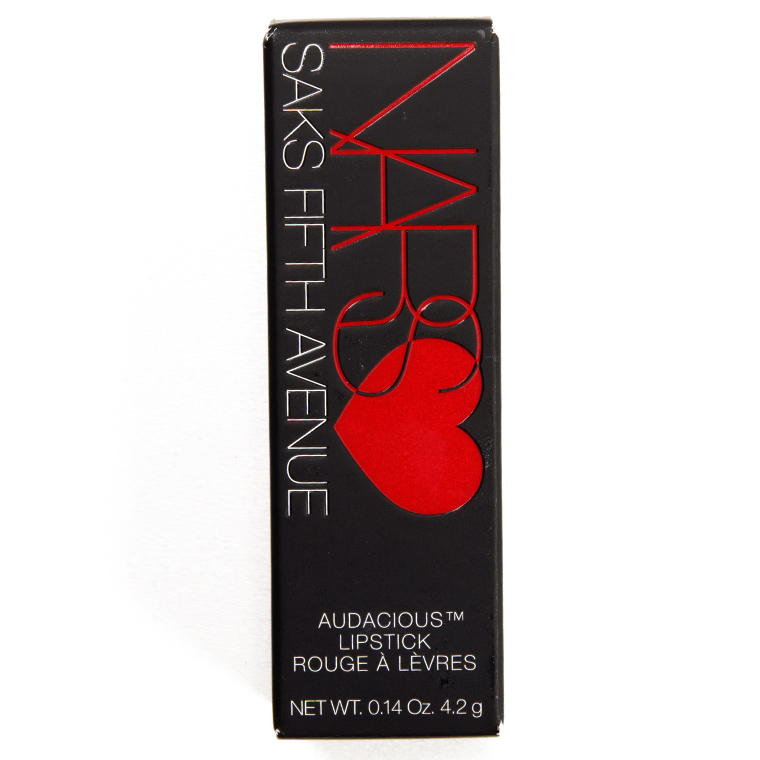 NARS
SAKS FIFTH AVENUE
AUDACIOUS™
LIPSTICK
ROUGE À LÈVRES
NET WT. 0.14 Oz. 4.2 g